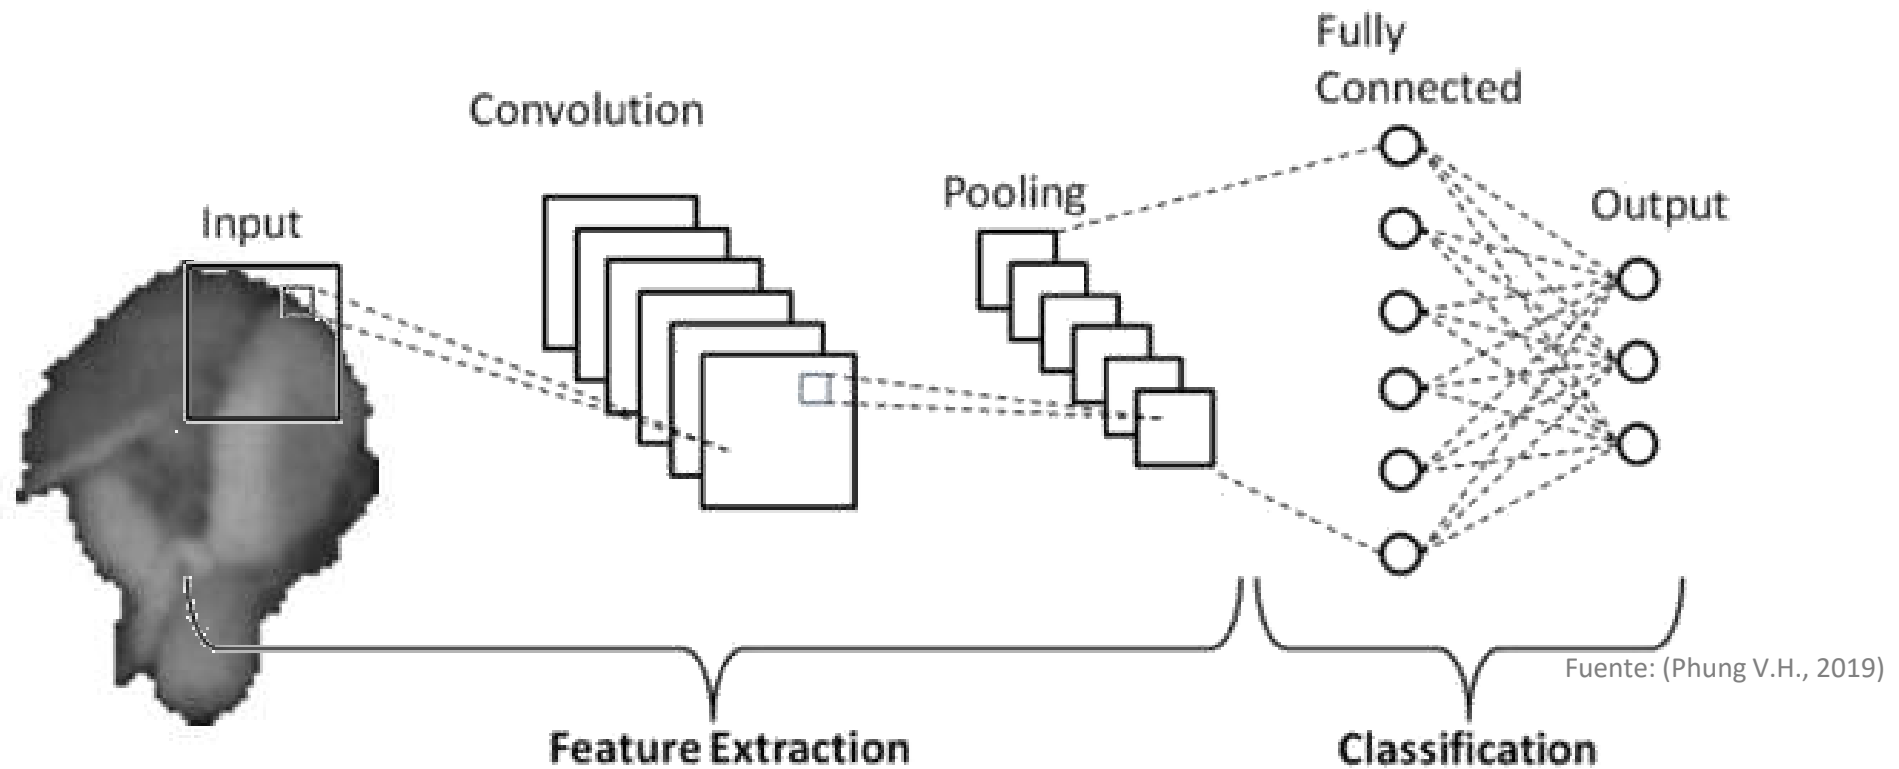 Input
Convolution
Pooling
Fully
Connected
Output
Fuente: (Phung V.H., 2019)
Feature Extraction
Classification